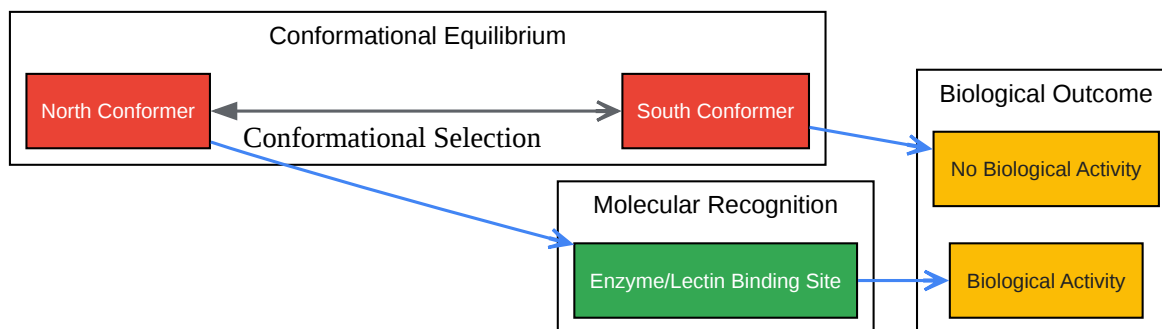 Conformational Equilibrium
North Conformer
South Conformer
Conformational Selection
Biological Outcome
No Biological Activity
Molecular Recognition
Enzyme/Lectin Binding Site
Biological Activity